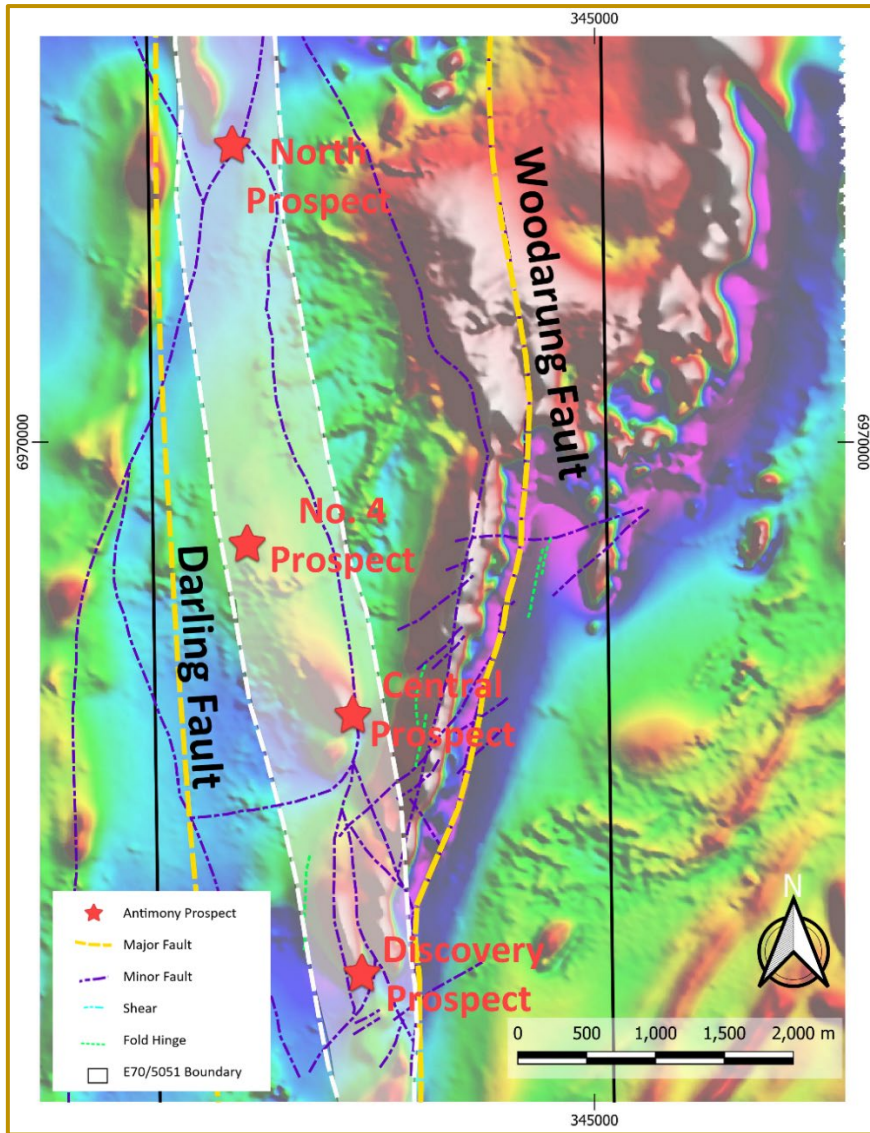 345000
North
Prospect
Woodarung Fault
6970000
6970000
No. 4
Prospect
Darling Fault
Central
Prospect
Discovery
Prospect
Antimony Prospect
Major Fault
Minor Fault
Shear
Fold Hinge
E70/5051 Boundary
N
0 500 1,000 1,500 2,000 m
345000